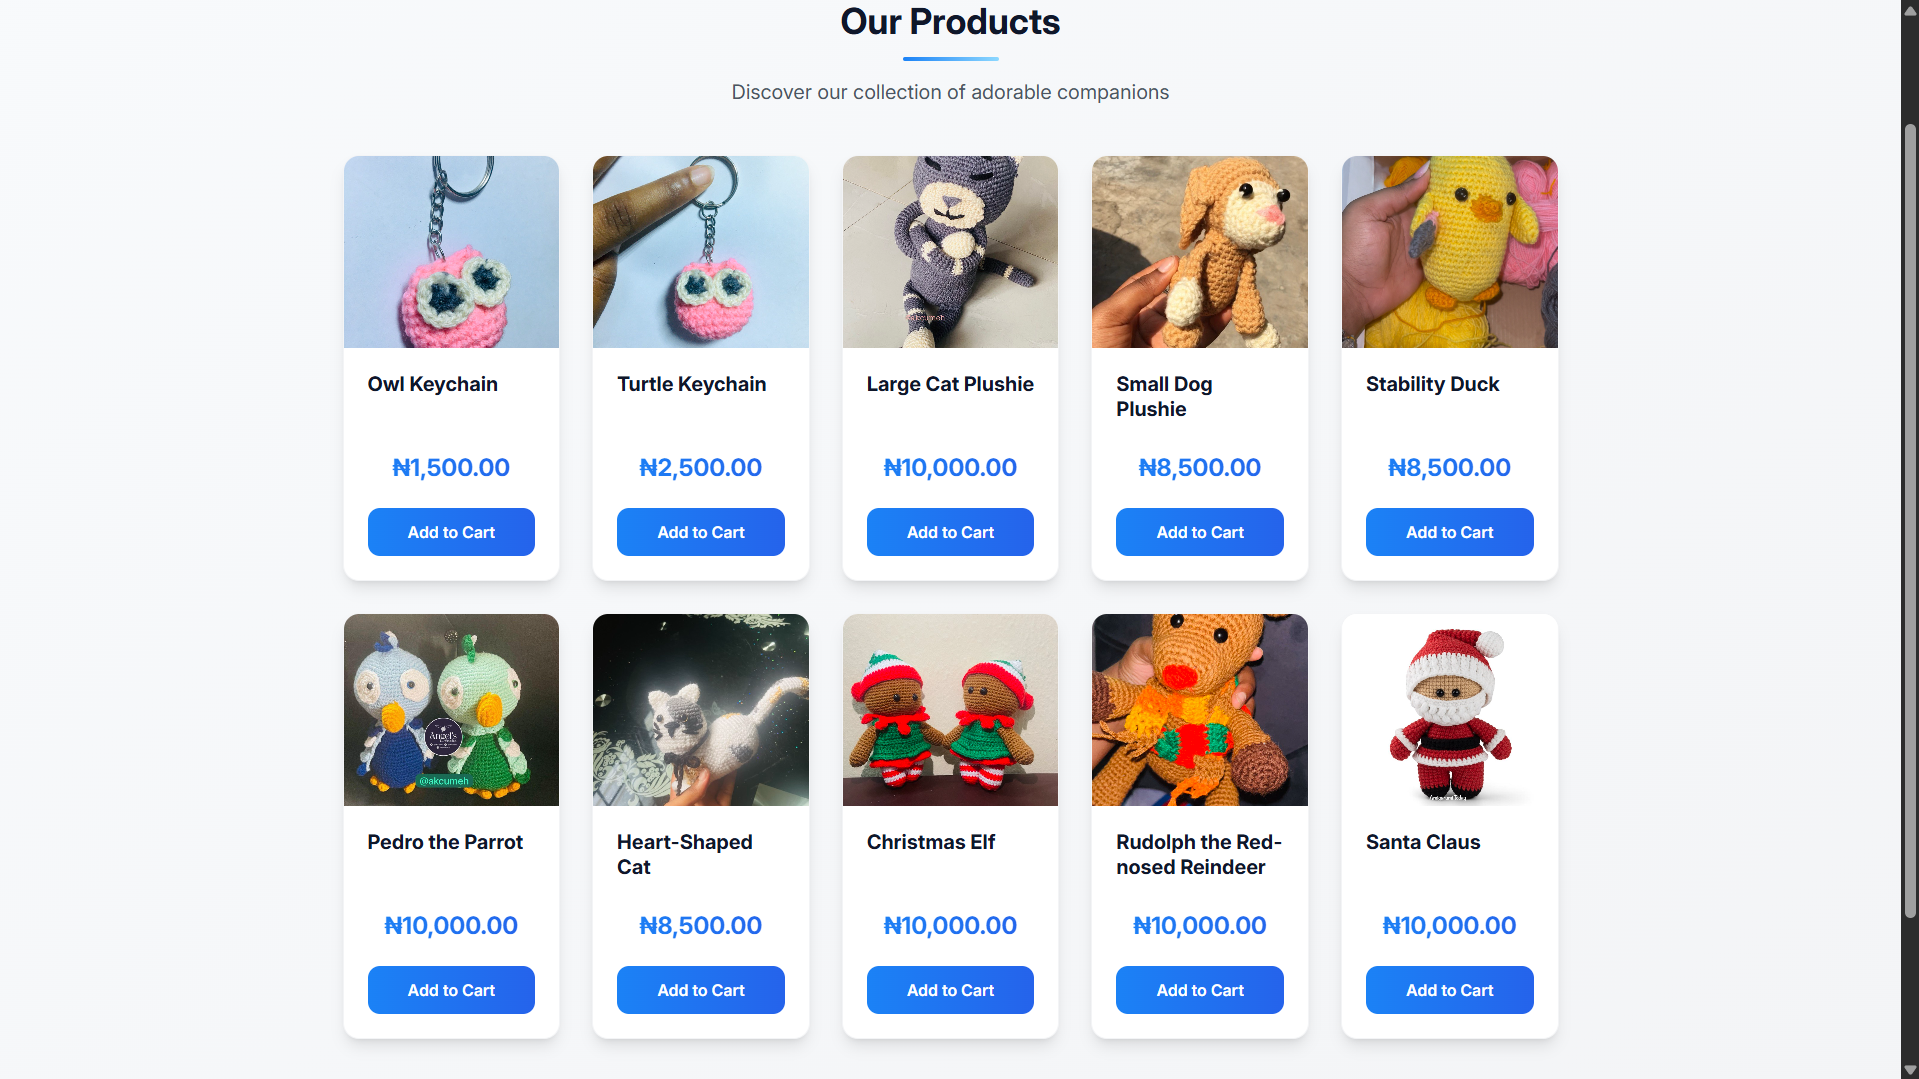 Our Products
Discover our collection of adorable companions
Owl Keychain
₦1,500.00
Add to Cart
Turtle Keychain
₦2,500.00
Add to Cart
Large Cat Plushie
₦10,000.00
Add to Cart
Small Dog
Plushie
₦8,500.00
Add to Cart
Stability Duck
₦8,500.00
Add to Cart
Angel's
@akcumeh
Pedro the Parrot
₦10,000.00
Add to Cart
Heart-Shaped
Cat
₦8,500.00
Add to Cart
Christmas Elf
₦10,000.00
Add to Cart
Rudolph the Red-
nosed Reindeer
₦10,000.00
Add to Cart
Santa Claus
₦10,000.00
Add to Cart